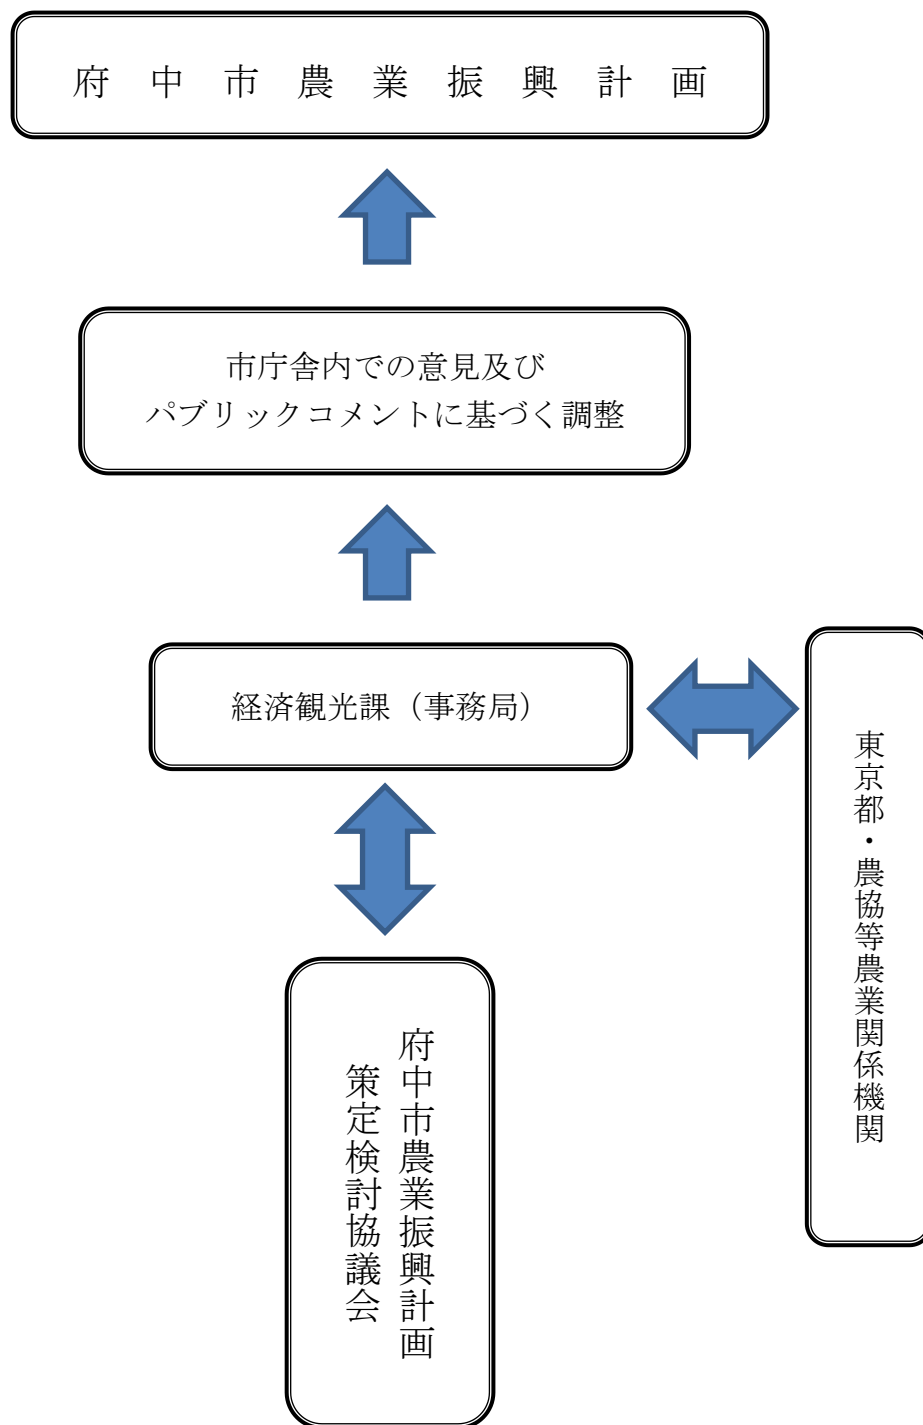 府中市農業振興計画
市庁舎内での意見及び
パブリックコメントに基づく調整
経済観光課（事務局）
東京都・農協等農業関係機関
府中市農業振興計画
策定検討協議会